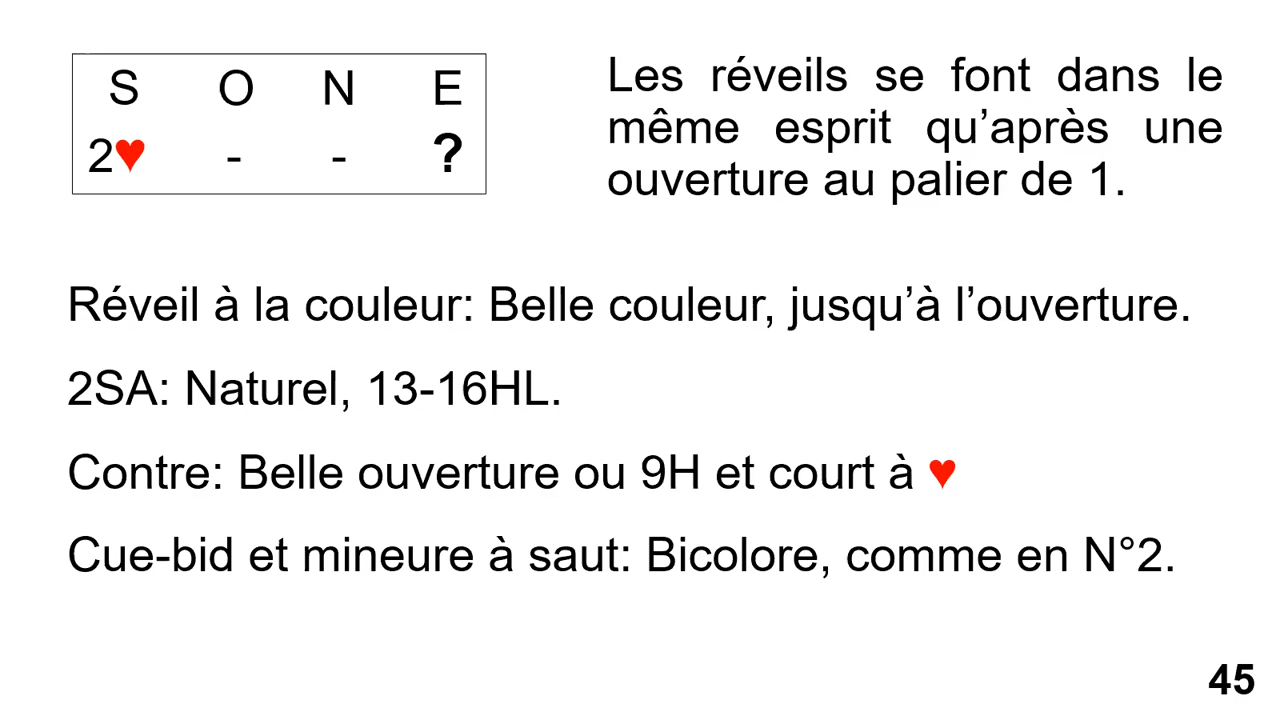 S O N E
2♥ - - ?
Les réveils se font dans le
même esprit qu’après une
ouverture au palier de 1.
Réveil à la couleur: Belle couleur, jusqu’à l’ouverture.
2SA: Naturel, 13-16HL.
Contre: Belle ouverture ou 9H et court à ♥
Cue-bid et mineure à saut: Bicolore, comme en N°2.
45